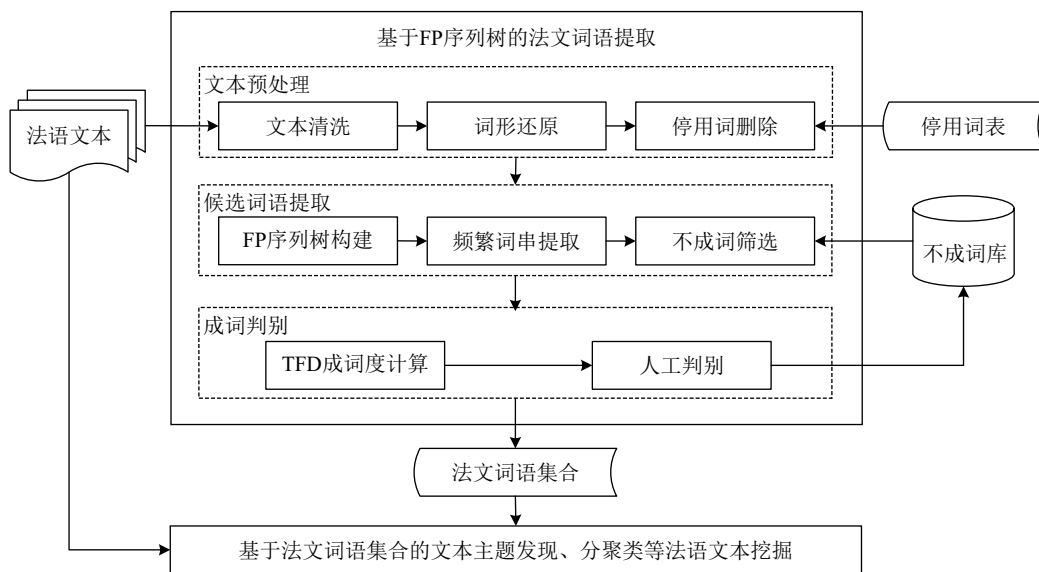 基于FP序列树的法文词语提取
文本预处理
法语文本
文本清洗
词形还原
停用词删除
停用词表
候选词语提取
FP序列树构建
频繁词串提取
不成词筛选
不成词库
成词判别
TFD成词度计算
人工判别
法文词语集合
基于法文词语集合的文本主题发现、分聚类等法语文本挖掘